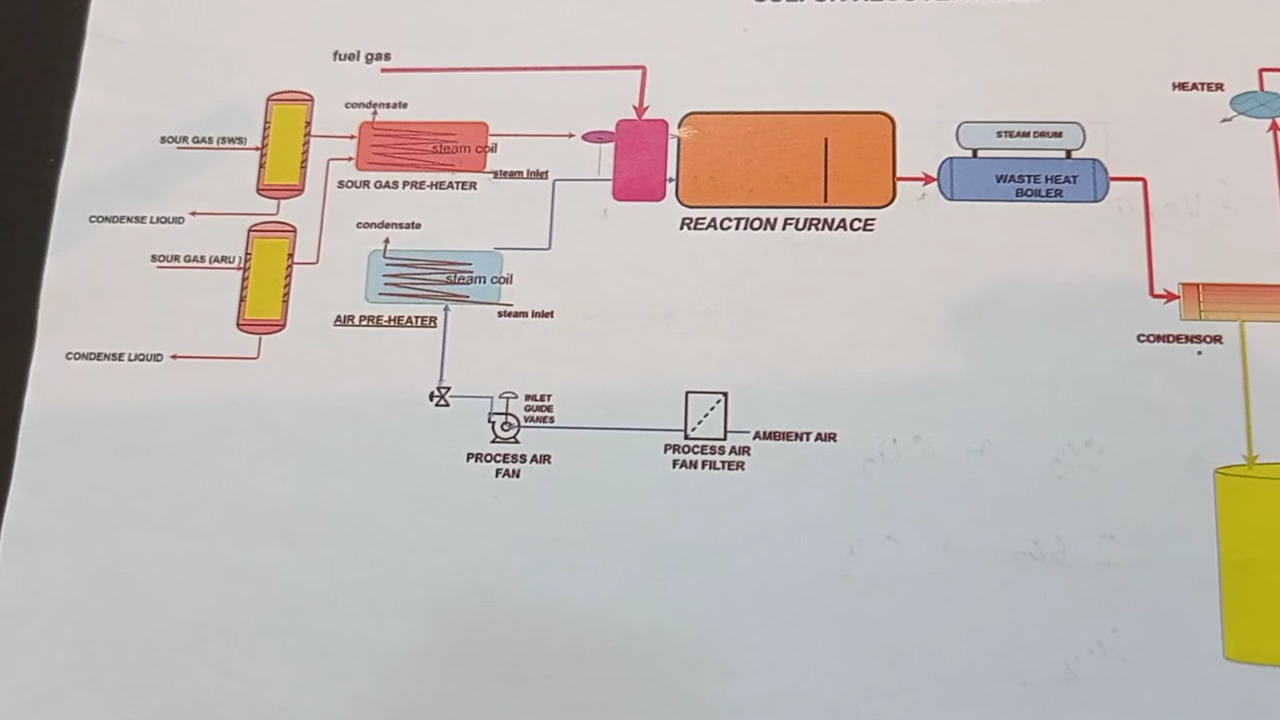 fuel gas
HEATER
condensate
SOUR GAS (SWS)
steam coil
STEAM DRUM
steam inlet
SOUR GAS PRE-HEATER
WASTE HEAT
BOILER
CONDENSE LIQUID
condensate
REACTION FURNACE
SOUR GAS (ARU )
steam coil
steam inlet
AIR PRE-HEATER
CONDENSOR
CONDENSE LIQUID
INLET
GUIDE
VANES
AMBIENT AIR
PROCESS AIR
FAN
PROCESS AIR
FAN FILTER